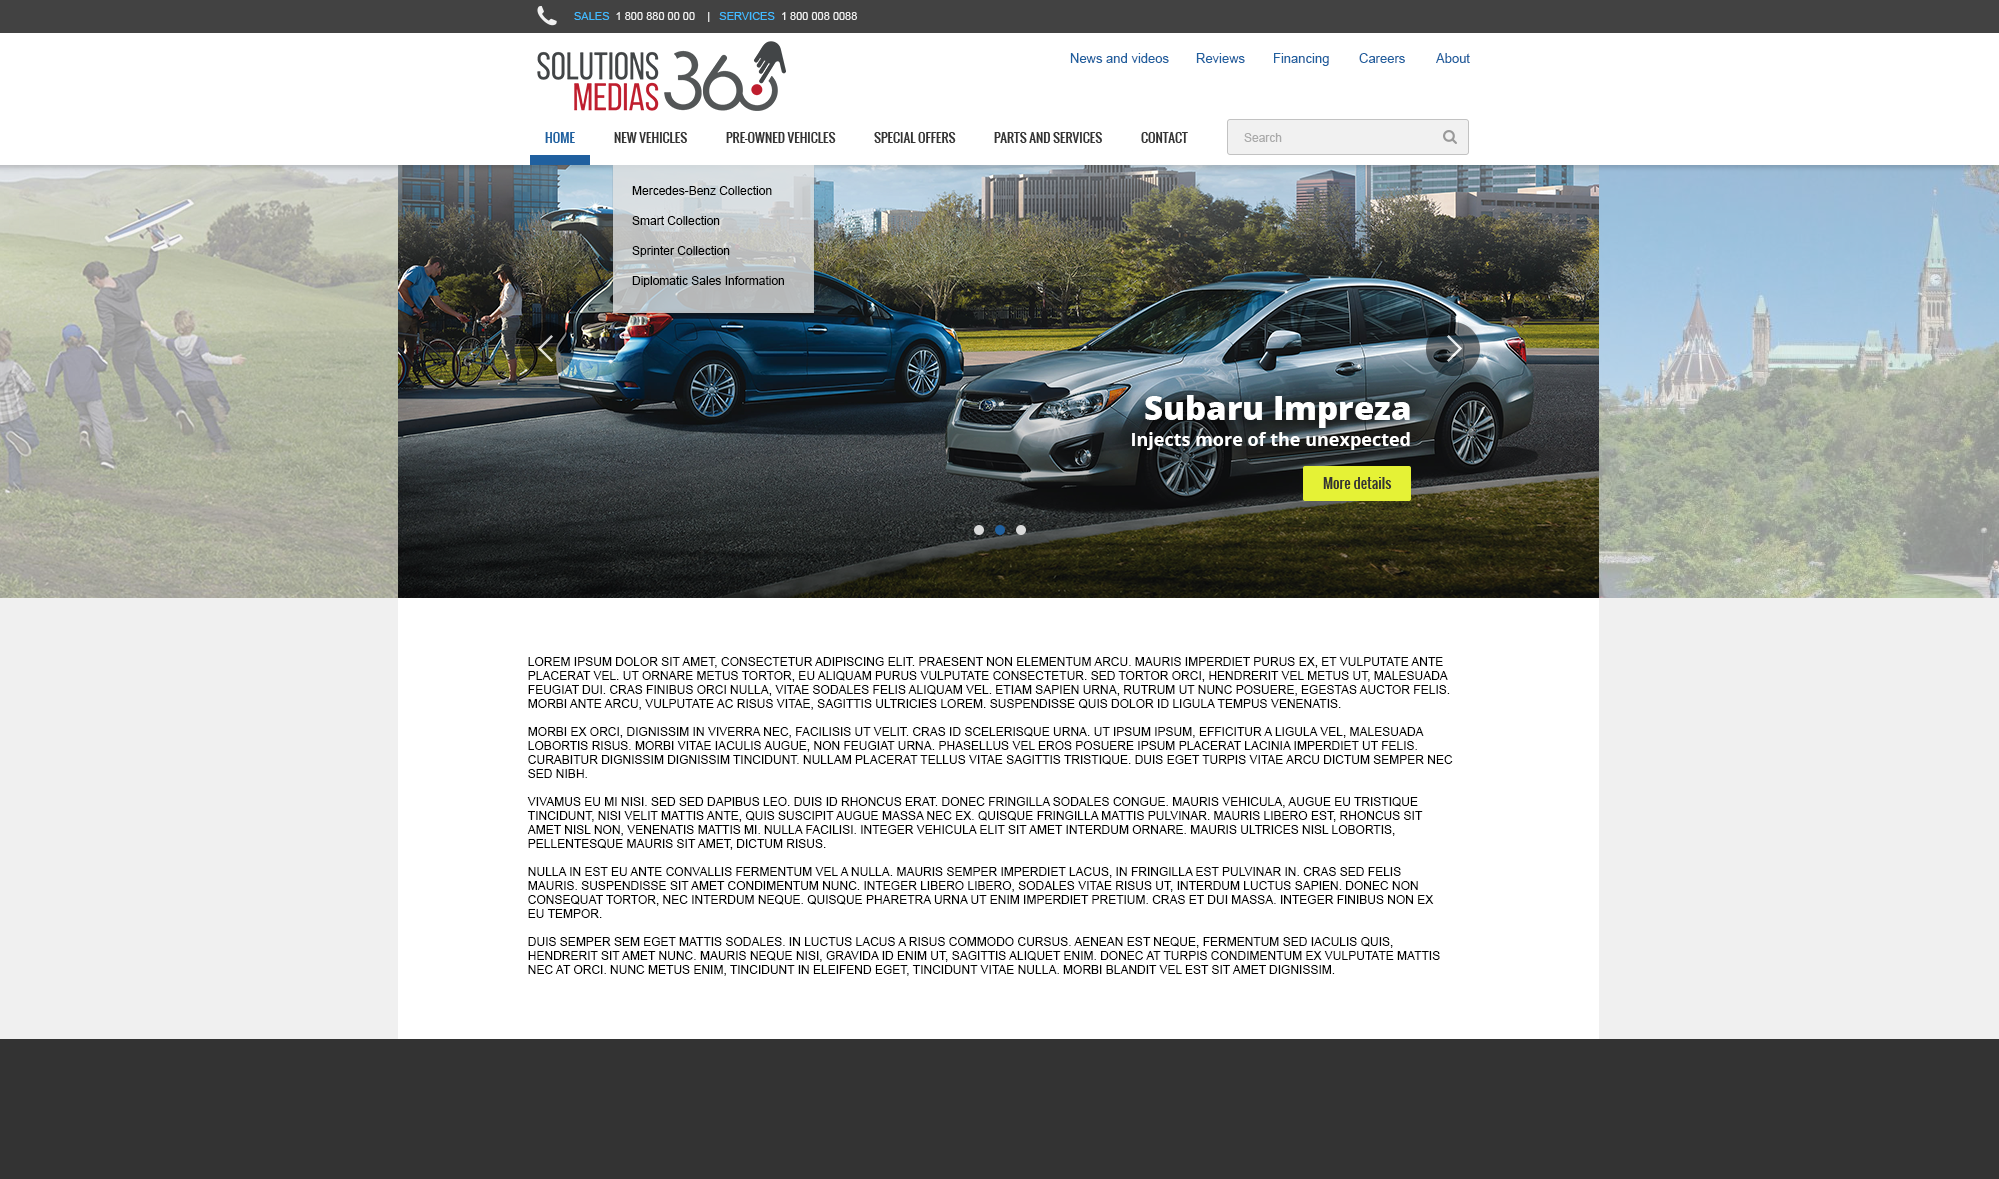 SALES 1 800 880 00 00 | SERVICES 1 800 008 0088
SOLUTIONS
MEDIAS 360
News and videos Reviews Financing Careers About
HOME NEW VEHICLES PRE-OWNED VEHICLES SPECIAL OFFERS PARTS AND SERVICES CONTACT Search
Mercedes-Benz Collection
Smart Collection
Sprinter Collection
Diplomatic Sales Information
Subaru Impreza
Injects more of the unexpected
More details
LOREM IPSUM DOLOR SIT AMET, CONSECTETUR ADIPISCING ELIT. PRAESENT NON ELEMENTUM ARCU. MAURIS IMPERDIET PURUS EX, ET VULPUTATE ANTE
PLACERAT VEL. UT ORNARE METUS TORTOR, EU ALIQUAM PURUS VULPUTATE CONSECTETUR. SED TORTOR ORCI, HENDRERIT VEL METUS UT, MALESUADA
FEUGIAT DUI. CRAS FINIBUS ORCI NULLA, VITAE SODALES FELIS ALIQUAM VEL. ETIAM SAPIEN URNA, RUTRUM UT NUNC POSUERE, EGESTAS AUCTOR FELIS.
MORBI ANTE ARCU, VULPUTATE AC RISUS VITAE, SAGITTIS ULTRICIES LOREM. SUSPENDISSE QUIS DOLOR ID LIGULA TEMPUS VENENATIS.
MORBI EX ORCI, DIGNISSIM IN VIVERRA NEC, FACILISIS UT VELIT. CRAS ID SCELERISQUE URNA. UT IPSUM IPSUM, EFFICITUR A LIGULA VEL, MALESUADA
LOBORTIS RISUS. MORBI VITAE IACULIS AUGUE, NON FEUGIAT URNA. PHASELLUS VEL EROS POSUERE IPSUM PLACERAT LACINIA IMPERDIET UT FELIS.
CURABITUR DIGNISSIM DIGNISSIM TINCIDUNT. NULLAM PLACERAT TELLUS VITAE SAGITTIS TRISTIQUE. DUIS EGET TURPIS VITAE ARCU DICTUM SEMPER NEC
SED NIBH.
VIVAMUS EU MI NISI. SED SED DAPIBUS LEO. DUIS ID RHONCUS ERAT. DONEC FRINGILLA SODALES CONGUE. MAURIS VEHICULA, AUGUE EU TRISTIQUE
TINCIDUNT, NISI VELIT MATTIS ANTE, QUIS SUSCIPIT AUGUE MASSA NEC EX. QUISQUE FRINGILLA MATTIS PULVINAR. MAURIS LIBERO EST, RHONCUS SIT
AMET NISL NON, VENENATIS MATTIS MI. NULLA FACILISI. INTEGER VEHICULA ELIT SIT AMET INTERDUM ORNARE. MAURIS ULTRICES NISL LOBORTIS,
PELLENTESQUE MAURIS SIT AMET, DICTUM RISUS.
NULLA IN EST EU ANTE CONVALLIS FERMENTUM VEL A NULLA. MAURIS SEMPER IMPERDIET LACUS, IN FRINGILLA EST PULVINAR IN. CRAS SED FELIS
MAURIS. SUSPENDISSE SIT AMET CONDIMENTUM NUNC. INTEGER LIBERO LIBERO, SODALES VITAE RISUS UT, INTERDUM LUCTUS SAPIEN. DONEC NON
CONSEQUAT TORTOR, NEC INTERDUM NEQUE. QUISQUE PHARETRA URNA UT ENIM IMPERDIET PRETIUM. CRAS ET DUI MASSA. INTEGER FINIBUS NON EX
EU TEMPOR.
DUIS SEMPER SEM EGET MATTIS SODALES. IN LUCTUS LACUS A RISUS COMMODO CURSUS. AENEAN EST NEQUE, FERMENTUM SED IACULIS QUIS,
HENDRERIT SIT AMET NUNC. MAURIS NEQUE NISI, GRAVIDA ID ENIM UT, SAGITTIS ALIQUET ENIM. DONEC AT TURPIS CONDIMENTUM EX VULPUTATE MATTIS
NEC AT ORCI. NUNC METUS ENIM, TINCIDUNT IN ELEIFEND EGET, TINCIDUNT VITAE NULLA. MORBI BLANDIT VEL EST SIT AMET DIGNISSIM.